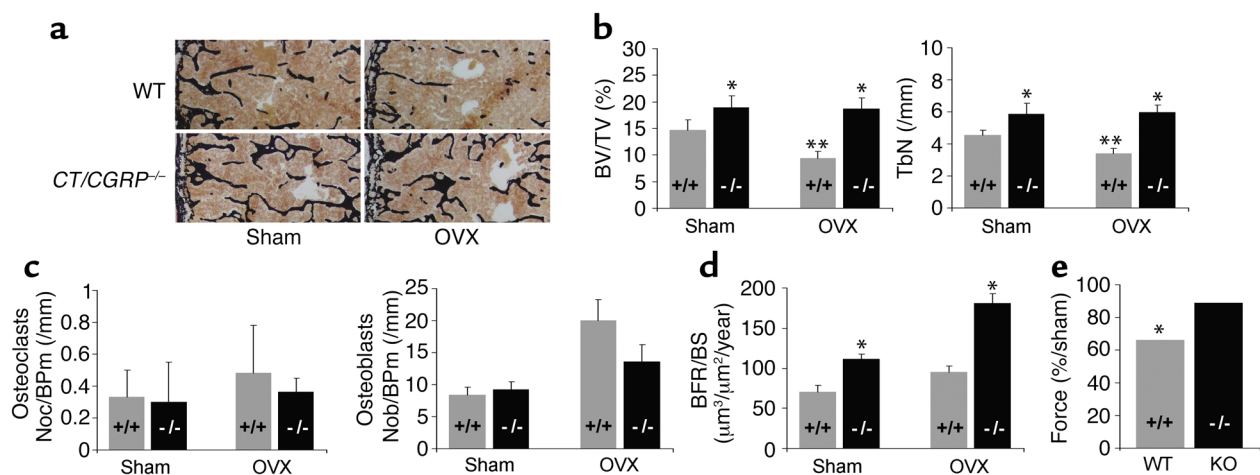 a
WT
CT/CGRP–/–
Sham
OVX
b
BV/TV (%)
30
25
20
15
10
5
0
+/+
*
-/-
**
+/+
*
-/-
Sham
OVX
TbN (/mm)
6
4
2
0
+/+
*
-/-
**
+/+
*
-/-
Sham
OVX
c
Osteoclasts
Noc/BPm (/mm)
1
0.8
0.6
0.4
0.2
0
+/+
-/-
+/+
-/-
Sham
OVX
Osteoblasts
Nob/BPm (/mm)
25
20
15
10
5
0
+/+
-/-
+/+
-/-
Sham
OVX
d
BFR/BS
(μm3/μm2/year)
200
150
100
50
0
+/+
*
-/-
+/+
*
-/-
Sham
OVX
e
Force (%/sham)
100
80
60
40
20
0
*
+/+
-/-
WT
KO